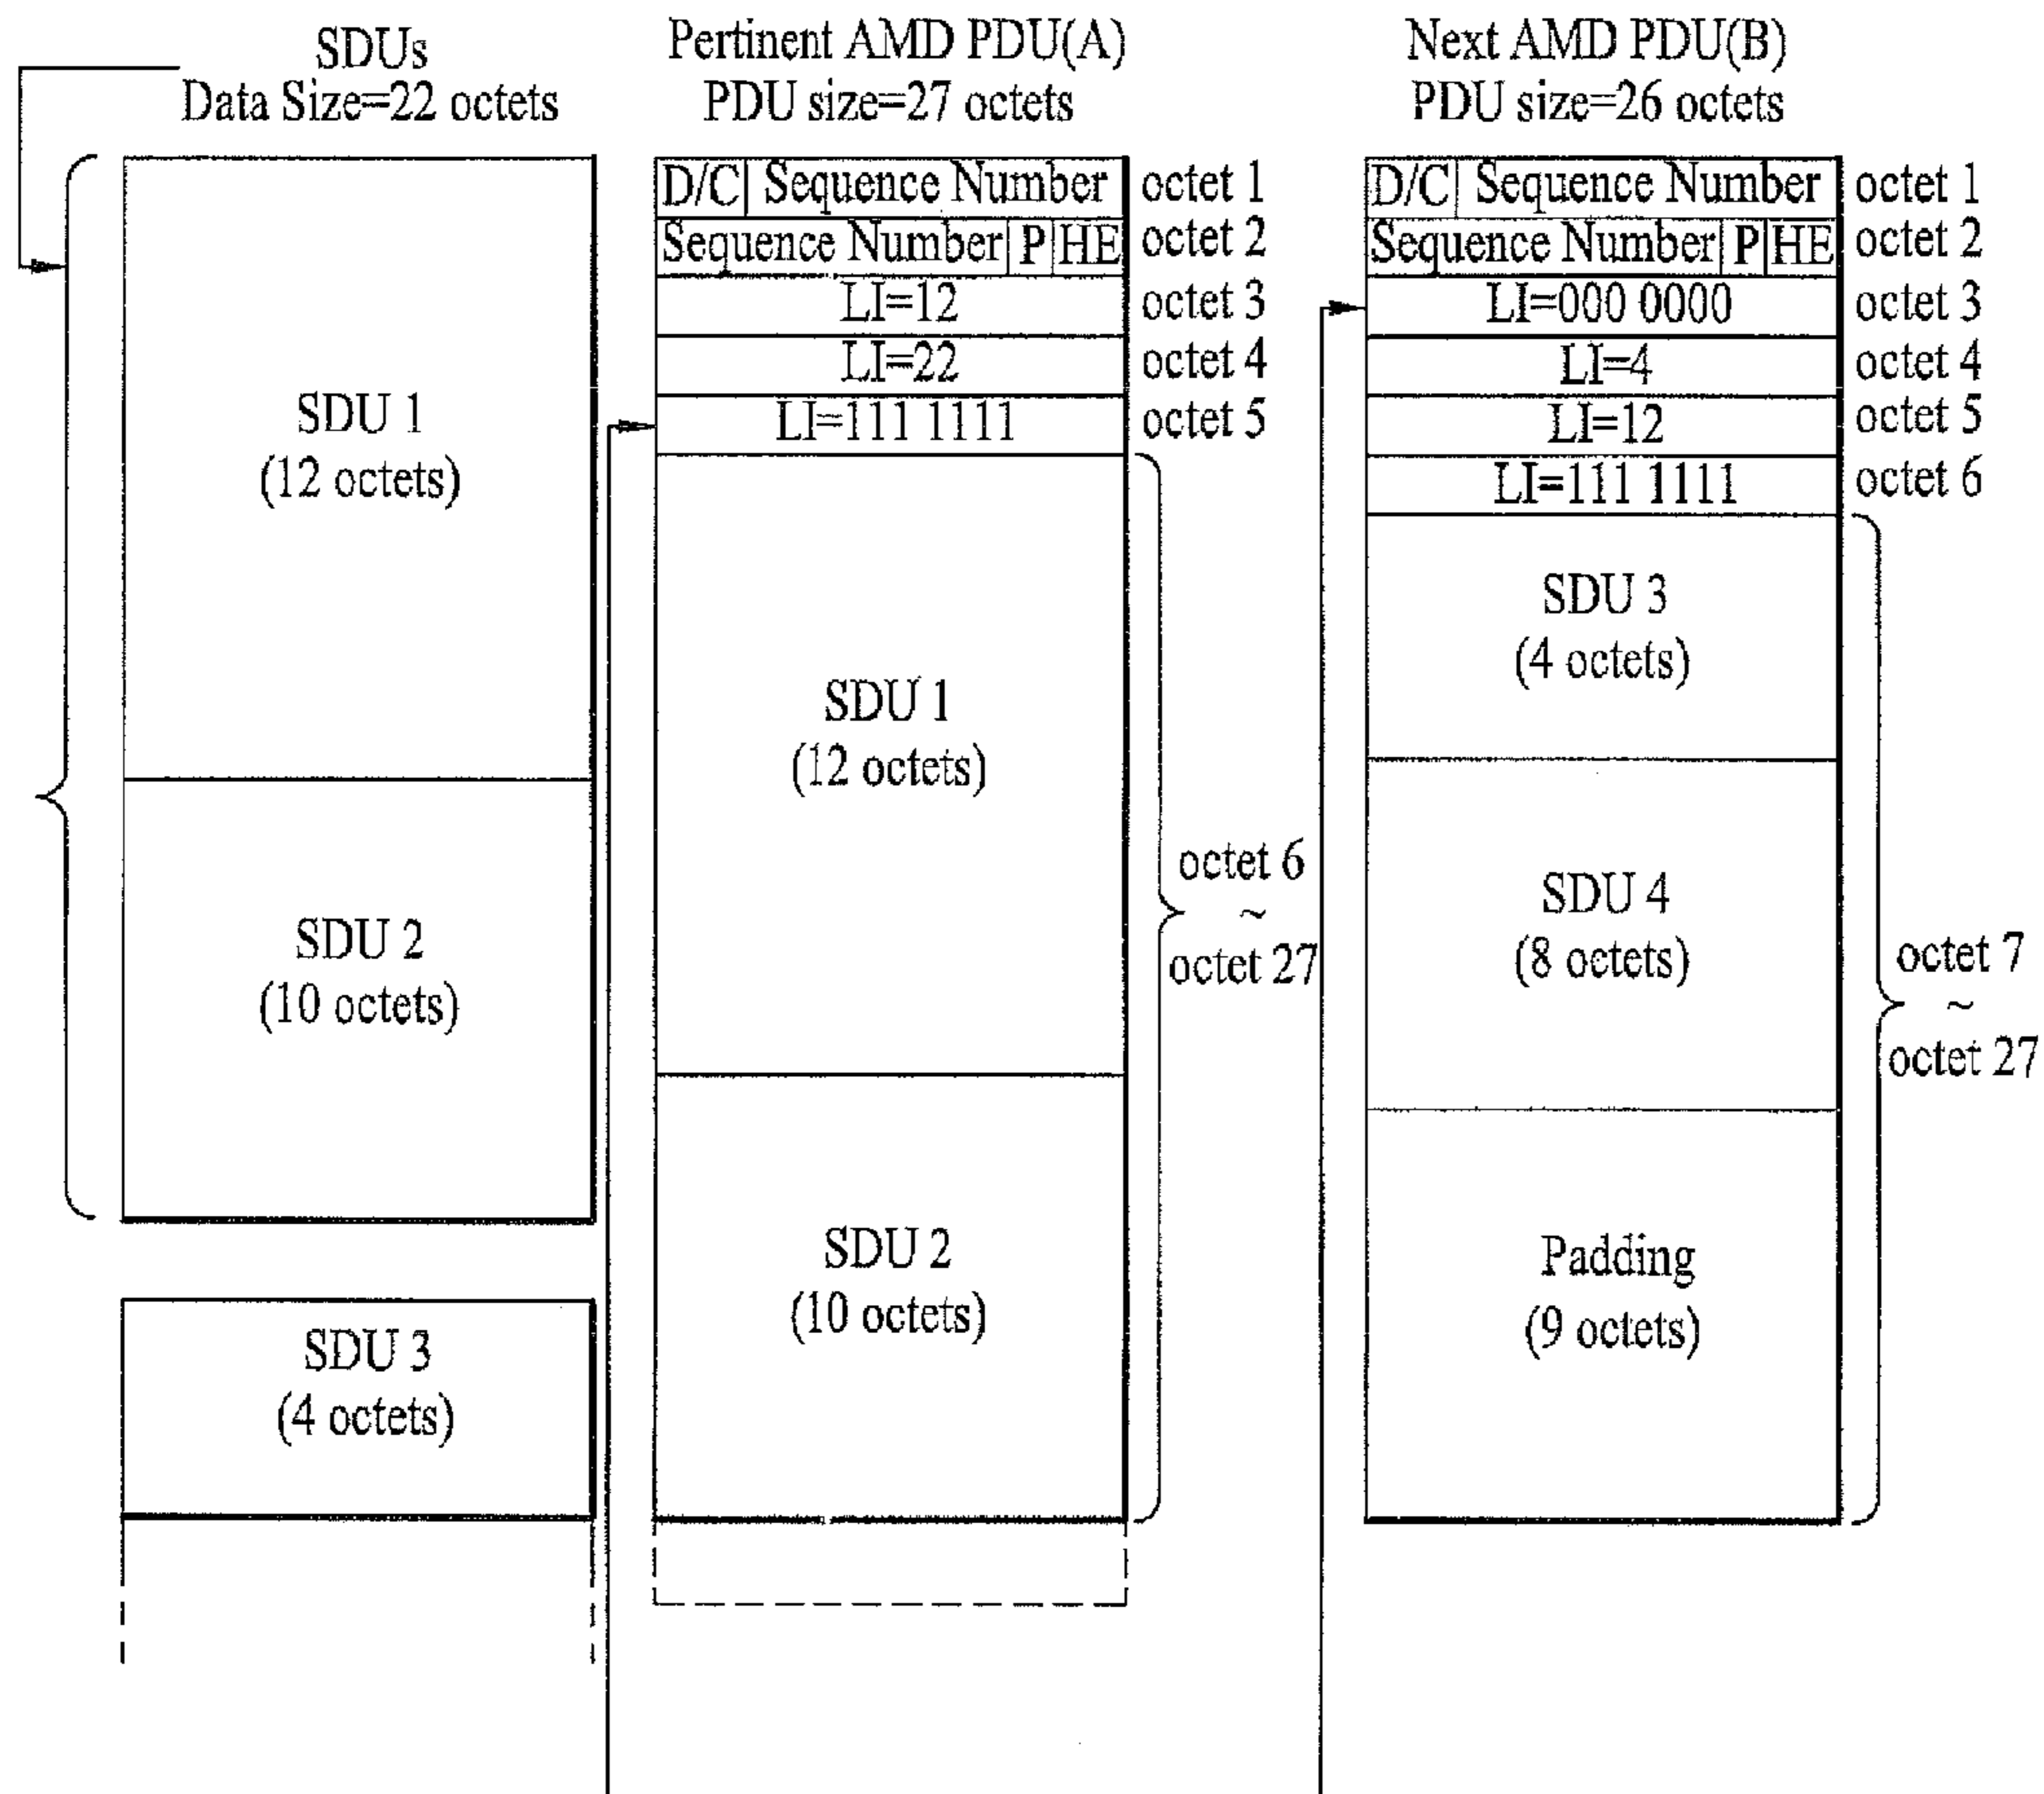 SDUs
Data Size=22 octets
SDU 1
(12 octets)
SDU 2
(10 octets)
SDU 3
(4 octets)
Pertinent AMD PDU(A)
PDU size=27 octets
D/C Sequence Number octet 1
Sequence Number P HE octet 2
LI=12 octet 3
LI=22 octet 4
LI=111 1111 octet 5
SDU 1
(12 octets)
SDU 2
(10 octets)
octet 6
~
octet 27
Next AMD PDU(B)
PDU size=26 octets
D/C Sequence Number octet 1
Sequence Number P HE octet 2
LI=000 0000 octet 3
LI=4 octet 4
LI=12 octet 5
LI=111 1111 octet 6
SDU 3
(4 octets)
SDU 4
(8 octets)
Padding
(9 octets)
octet 7
~
octet 27